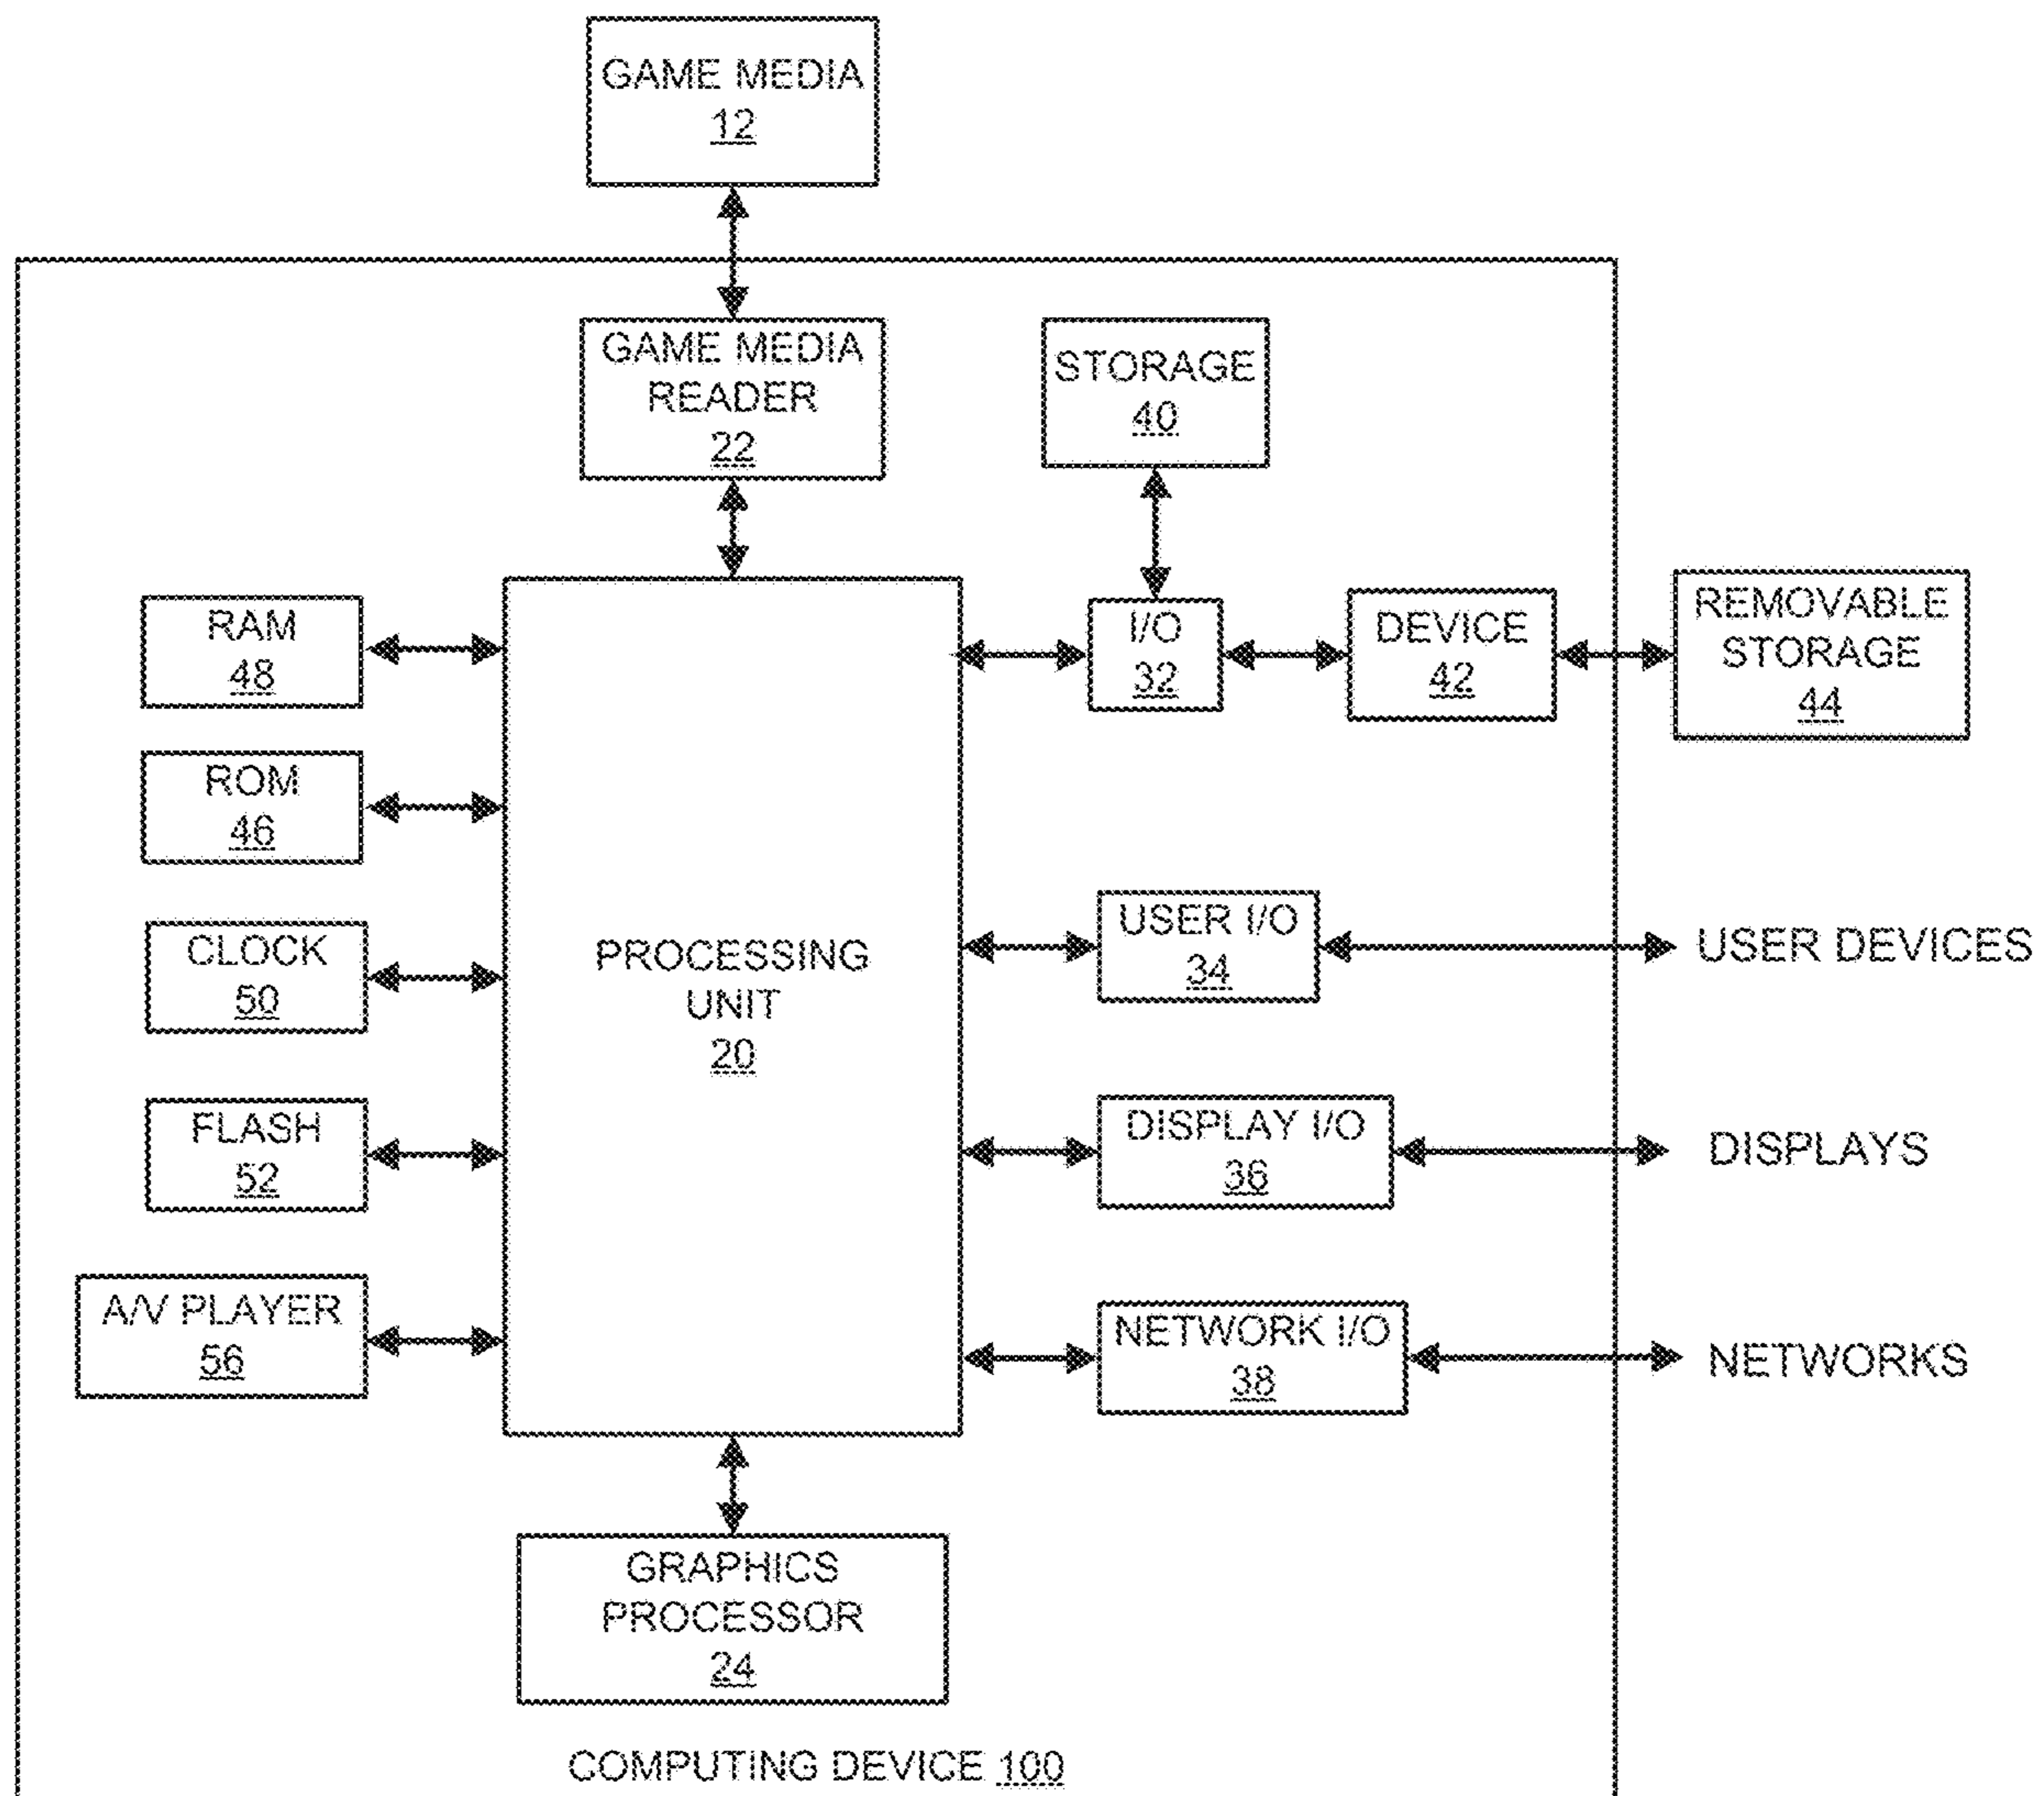 GAME MEDIA
12
GAME MEDIA
READER
22
STORAGE
40
RAM
48
I/O
32
DEVICE
42
REMOVABLE
STORAGE
44
ROM
46
CLOCK
50
PROCESSING
UNIT
20
USER I/O
34
USER DEVICES
FLASH
52
DISPLAY I/O
36
DISPLAYS
A/V PLAYER
56
NETWORK I/O
38
NETWORKS
GRAPHICS
PROCESSOR
24
COMPUTING DEVICE 100